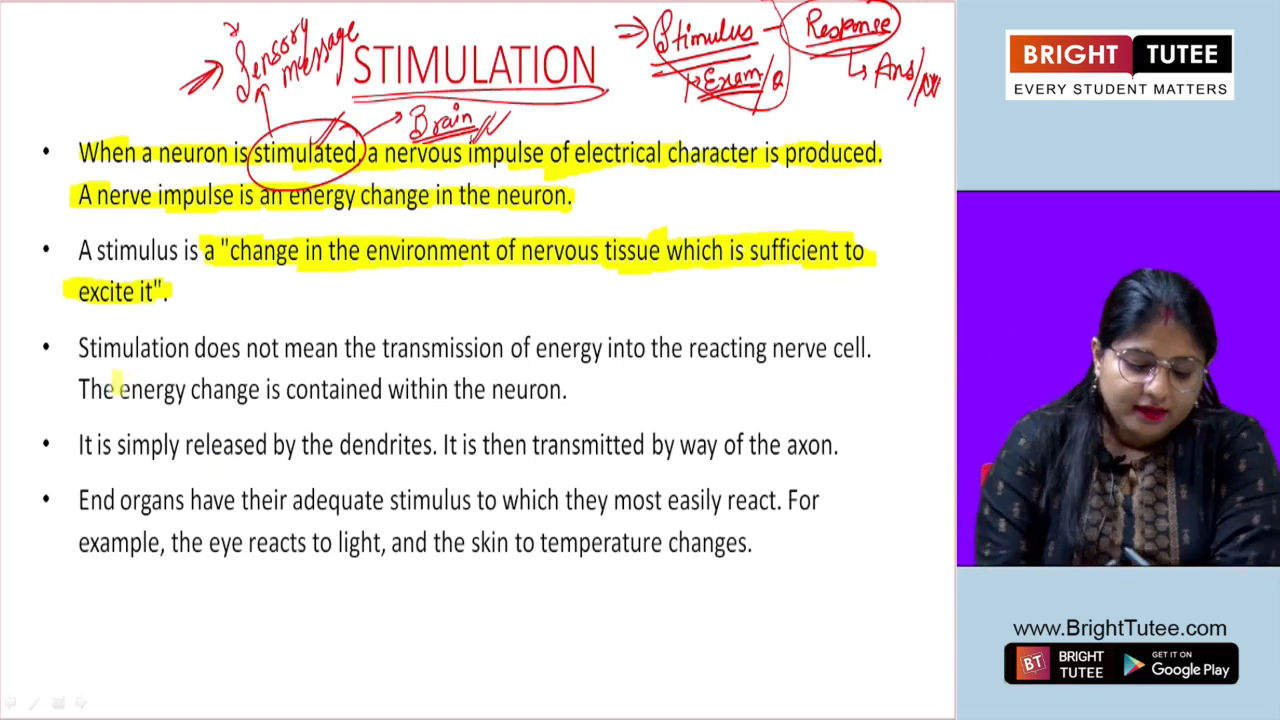 Sensory message
STIMULATION
Stimulus - Response
Exam/Q
Ans/
Brain
BRIGHT TUTEE
EVERY STUDENT MATTERS
• When a neuron is stimulated, a nervous impulse of electrical character is produced.
A nerve impulse is an energy change in the neuron.
• A stimulus is a "change in the environment of nervous tissue which is sufficient to
excite it".
• Stimulation does not mean the transmission of energy into the reacting nerve cell.
The energy change is contained within the neuron.
• It is simply released by the dendrites. It is then transmitted by way of the axon.
• End organs have their adequate stimulus to which they most easily react. For
example, the eye reacts to light, and the skin to temperature changes.
www.BrightTutee.com
BT BRIGHT TUTEE
GET IT ON
Google Play